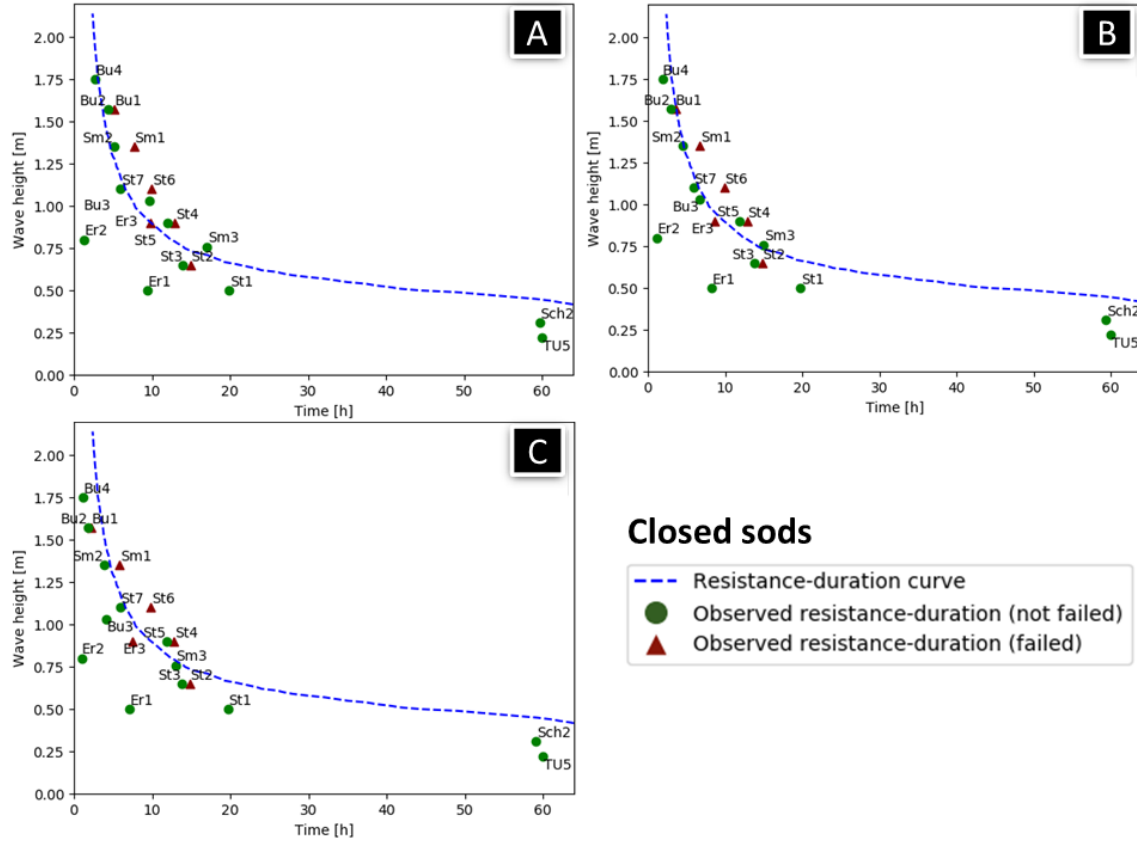 A
Wave height [m]
2.00
1.75
1.50
1.25
1.00
0.75
0.50
0.25
0.00
Bu4
Bu2 Bu1
Sm2 Sm1
St7 St6
Bu3 Er3 St4
Er2 St5 Sm3
St3 St2
Er1 St1
Sch2
TU5
0 10 20 30 40 50 60
Time [h]
B
Wave height [m]
2.00
1.75
1.50
1.25
1.00
0.75
0.50
0.25
0.00
Bu4
Bu2 Bu1
Sm2 Sm1
St7 St6
Bu3 St5 St4
Er2 Er3 Sm3
St3 St2
Er1 St1
Sch2
TU5
0 10 20 30 40 50 60
Time [h]
C
Wave height [m]
2.00
1.75
1.50
1.25
1.00
0.75
0.50
0.25
0.00
Bu4
Bu2 Bu1
Sm2 Sm1
St7 St6
Bu3 St5 St4
Er2 Er3 Sm3
St3 St2
Er1 St1
Sch2
TU5
0 10 20 30 40 50 60
Time [h]
Closed sods
Resistance-duration curve
Observed resistance-duration (not failed)
Observed resistance-duration (failed)